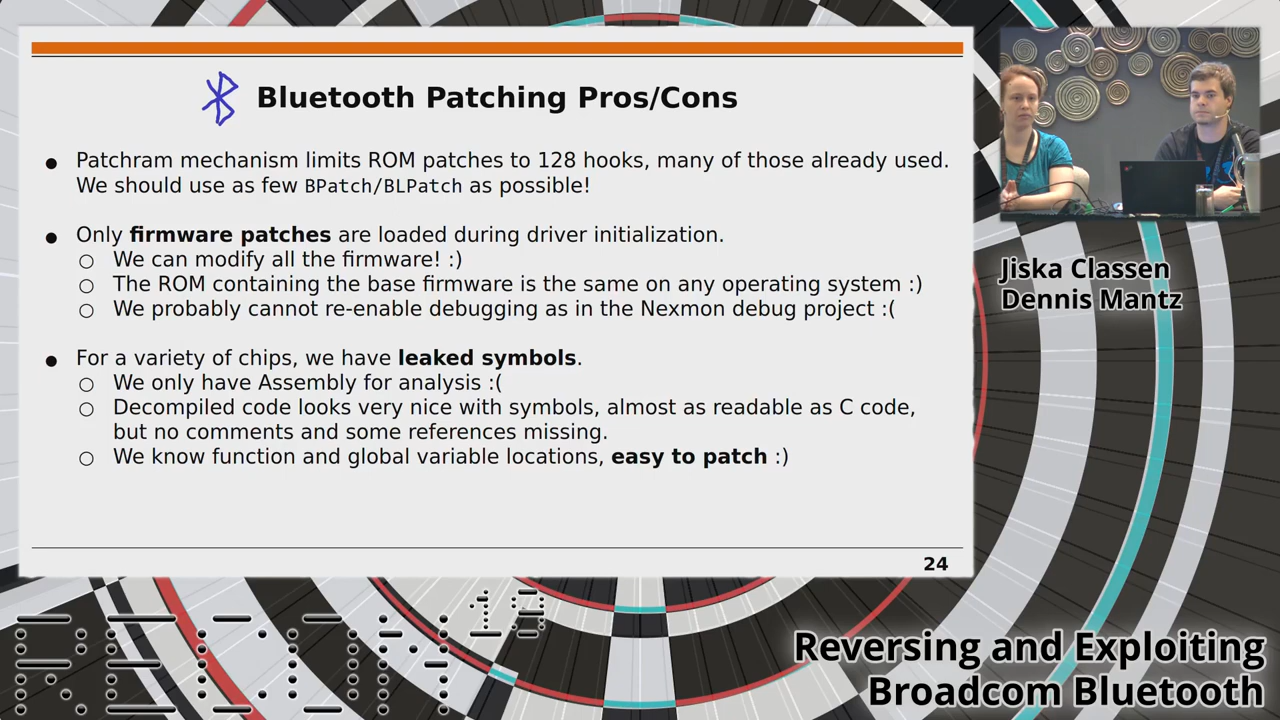 Bluetooth Patching Pros/Cons
● Patchram mechanism limits ROM patches to 128 hooks, many of those already used.
We should use as few BPatch/BLPatch as possible!
● Only firmware patches are loaded during driver initialization.
○ We can modify all the firmware! :)
○ The ROM containing the base firmware is the same on any operating system :)
○ We probably cannot re-enable debugging as in the Nexmon debug project :(
● For a variety of chips, we have leaked symbols.
○ We only have Assembly for analysis :(
○ Decompiled code looks very nice with symbols, almost as readable as C code,
but no comments and some references missing.
○ We know function and global variable locations, easy to patch :)
24
Jiska Classen
Dennis Mantz
RECON 18
Reversing and Exploiting
Broadcom Bluetooth